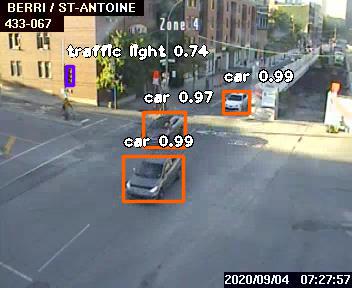 BERRI / ST-ANTOINE
433-067
Zone 4
traffic light 0.74
car 0.99
car 0.97
car 0.99
2020/09/04 07:27:57